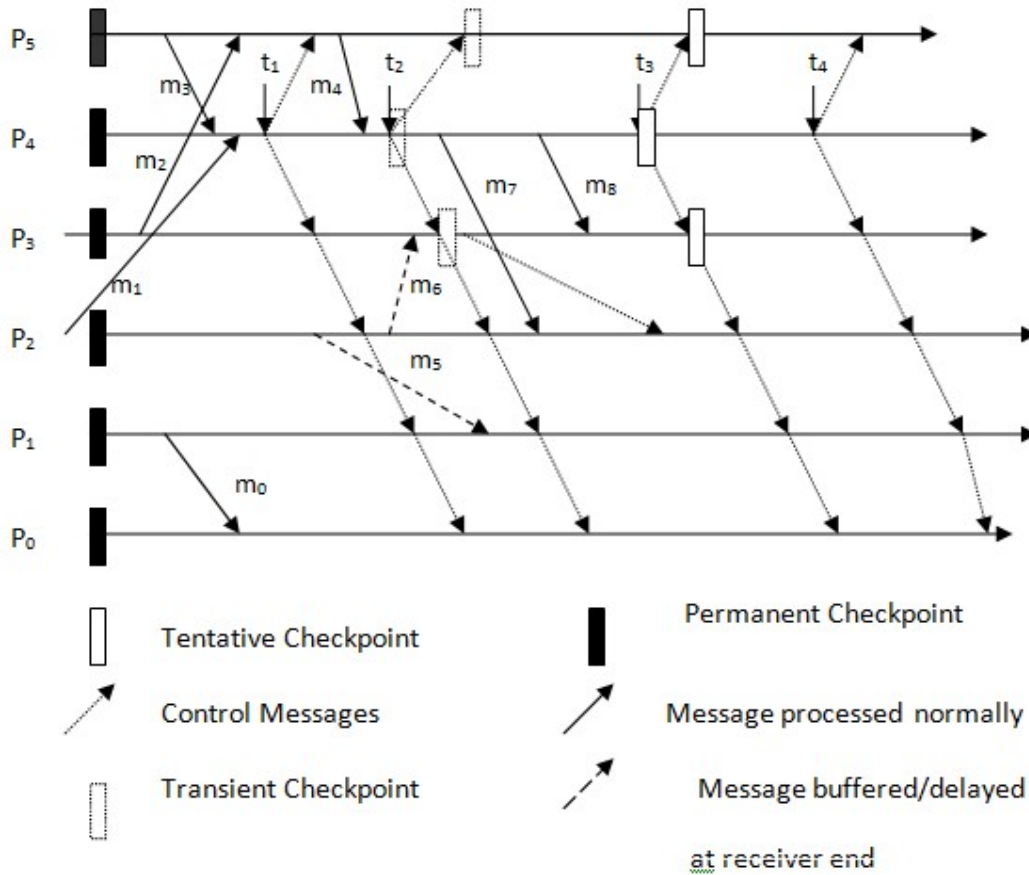 P₅
t₁
t₂
t₃
t₄
m₃
m₄
P₄
m₂
m₇
m₈
P₃
m₁
m₆
P₂
m₅
P₁
m₀
P₀
Tentative Checkpoint
Permanent Checkpoint
Control Messages
Message processed normally
Transient Checkpoint
Message buffered/delayed
at receiver end